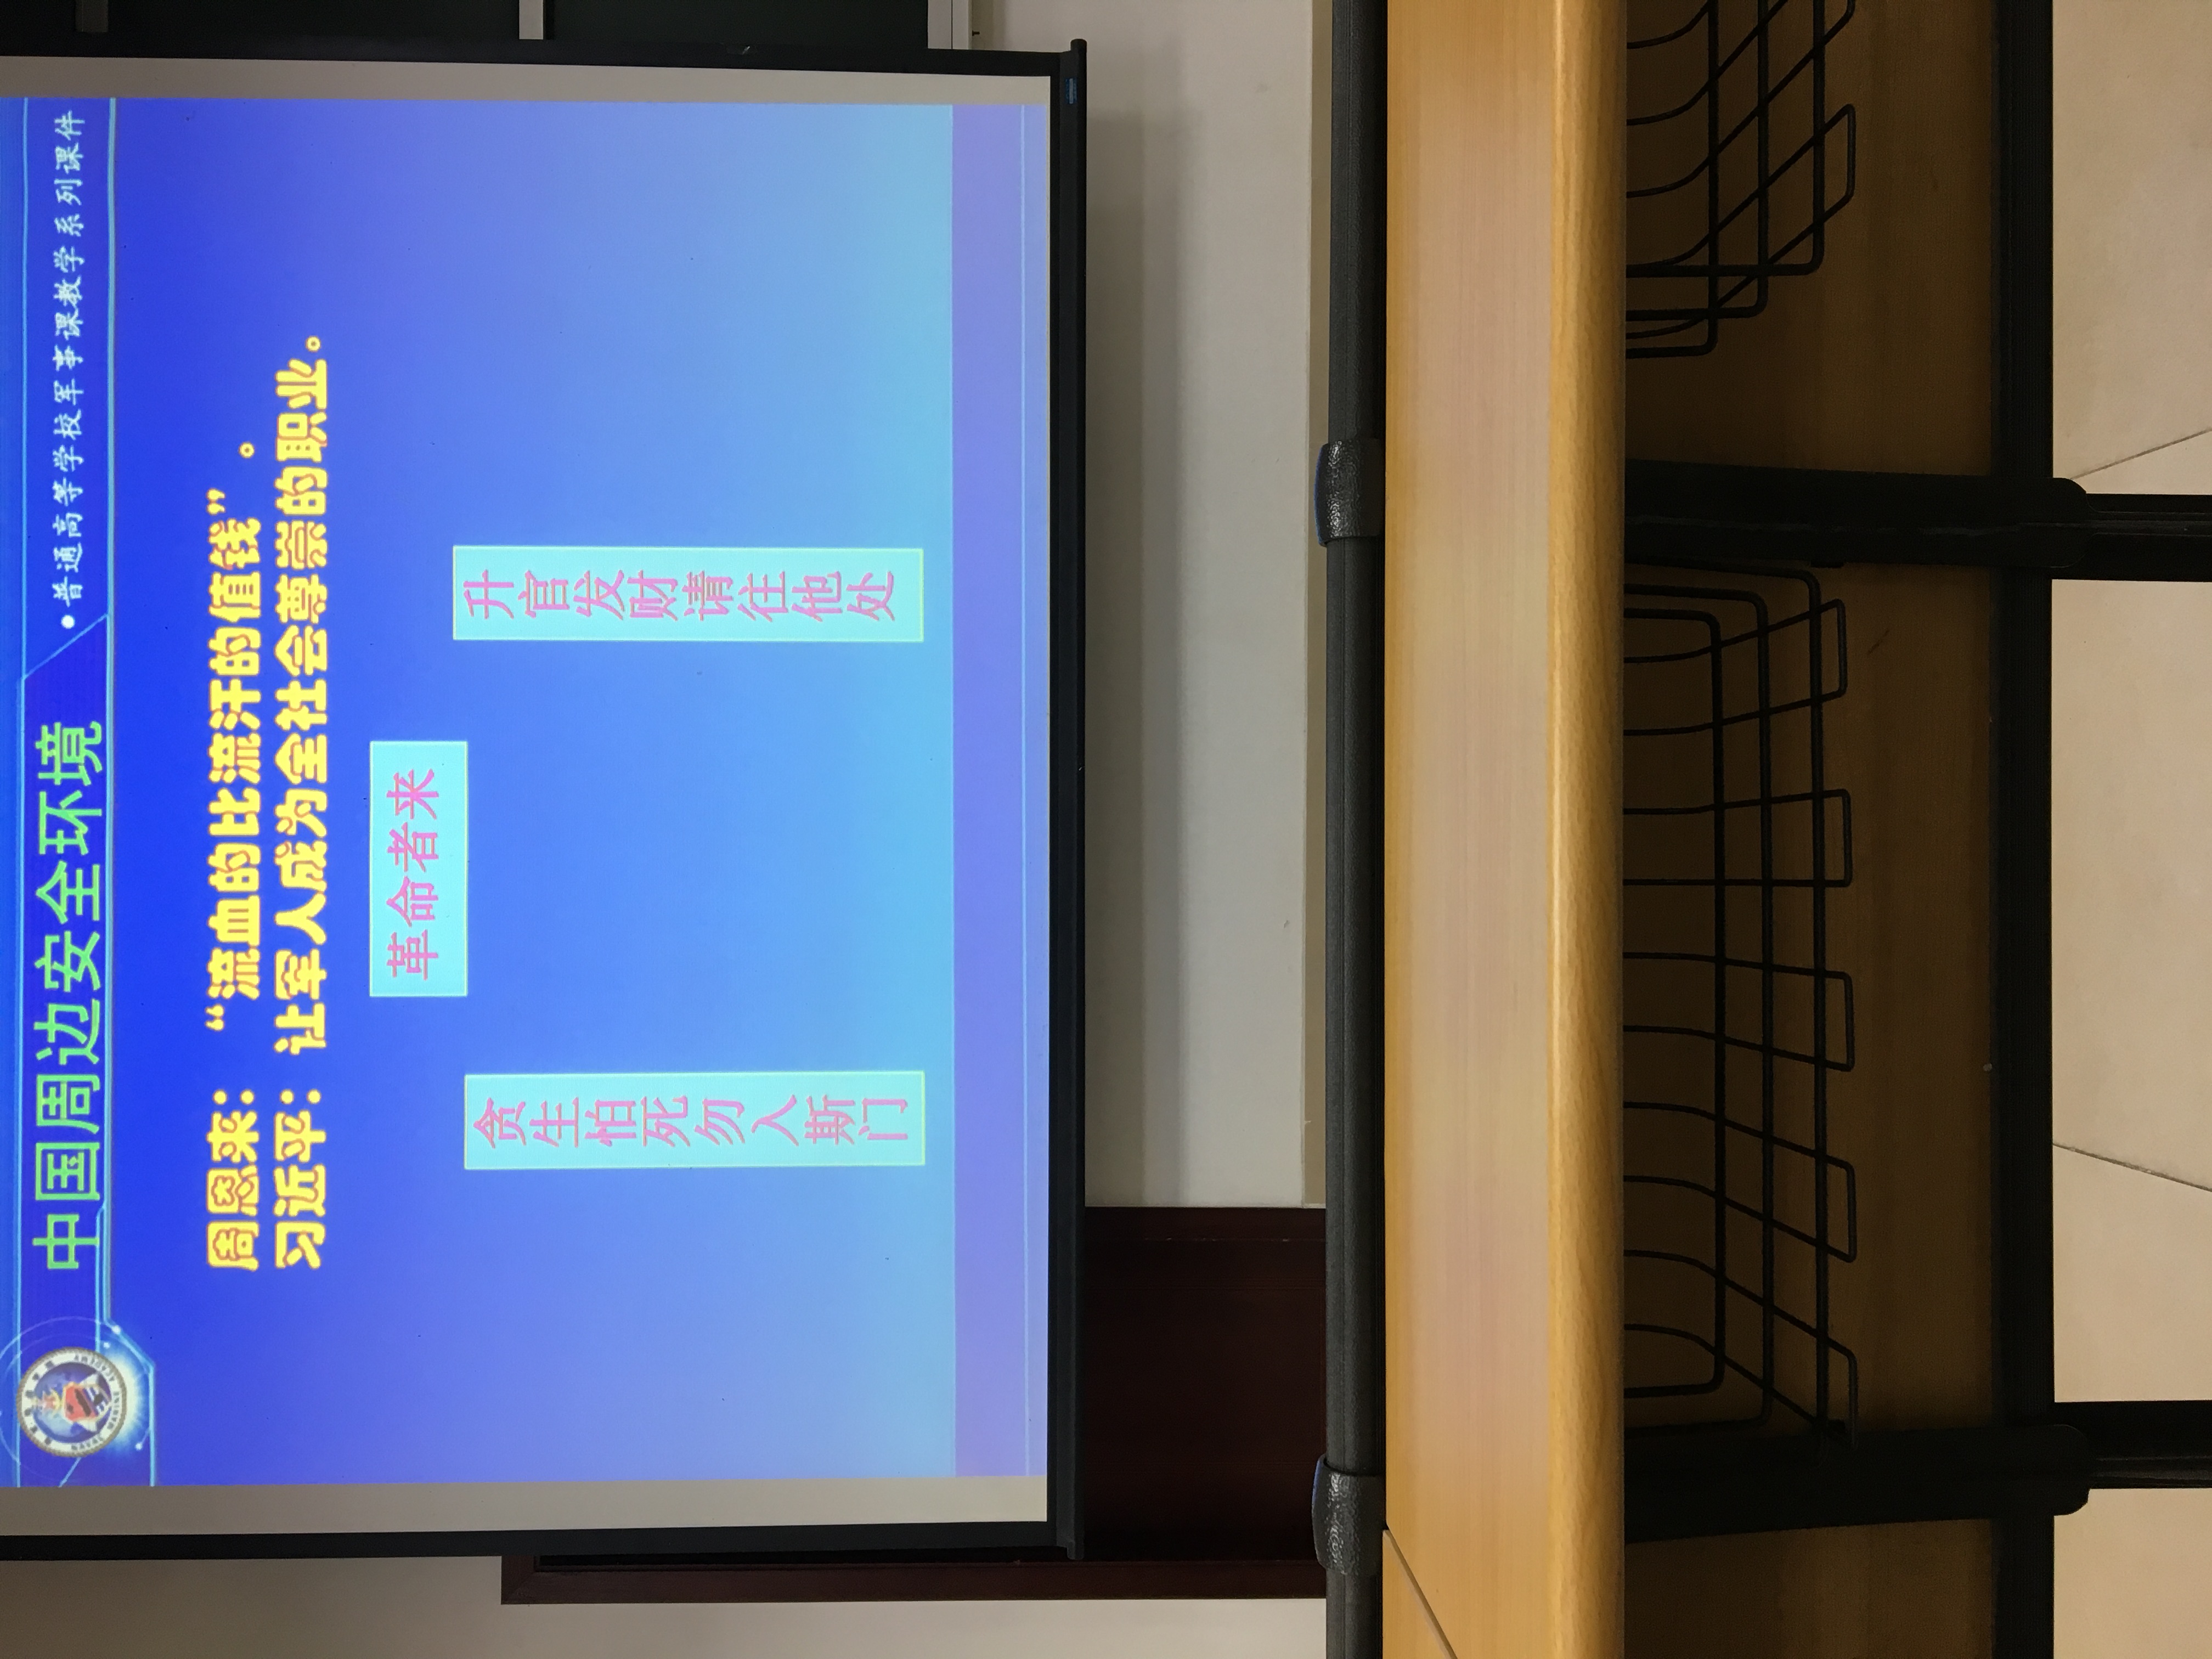 中国周边安全环境
•普通高等学校军事课教学系列课件
周恩来：“流血的比流汗的值钱”。
习近平：让军人成为全社会尊崇的职业。
革命者来
升官发财请往他处
贪生怕死勿入斯门